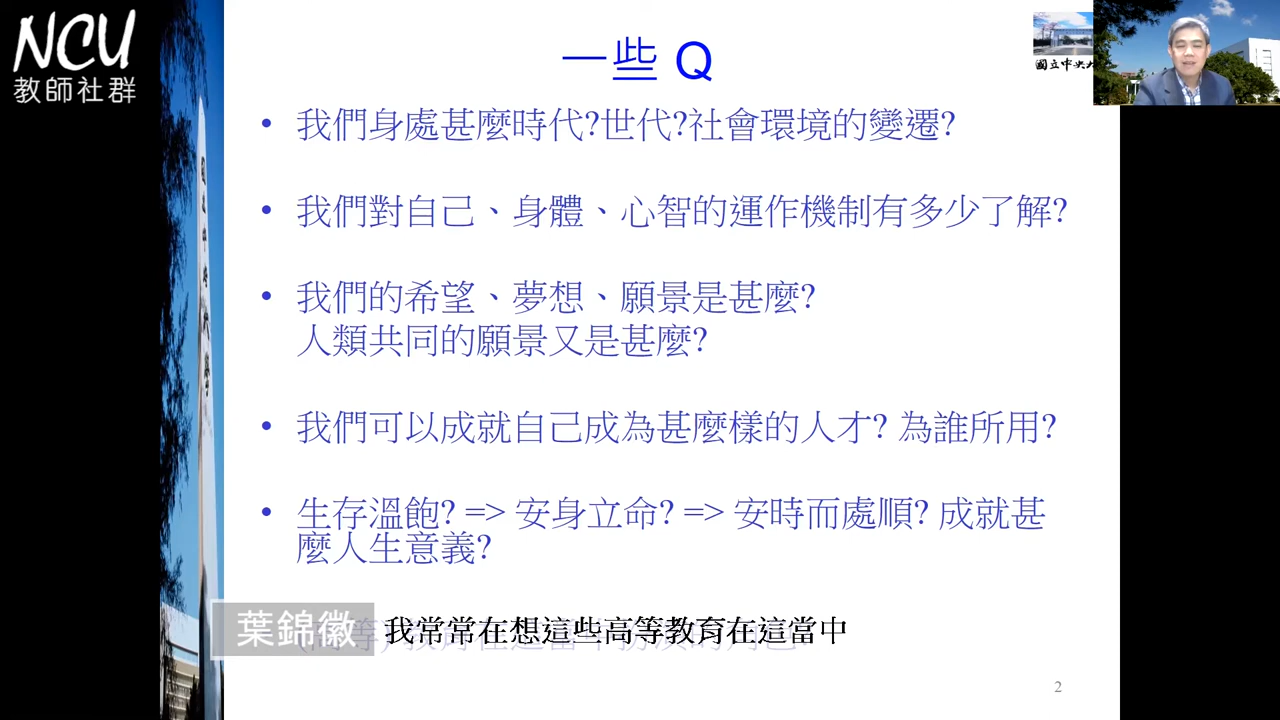 NCU
教師社群
一些 Q
• 我們身處甚麼時代?世代?社會環境的變遷?
• 我們對自己、身體、心智的運作機制有多少了解?
• 我們的希望、夢想、願景是甚麼?
人類共同的願景又是甚麼?
• 我們可以成就自己成為甚麼樣的人才? 為誰所用?
• 生存溫飽? => 安身立命? => 安時而處順? 成就甚
麼人生意義?
葉錦徽
我常常在想這些高等教育在這當中
2
國立中央大